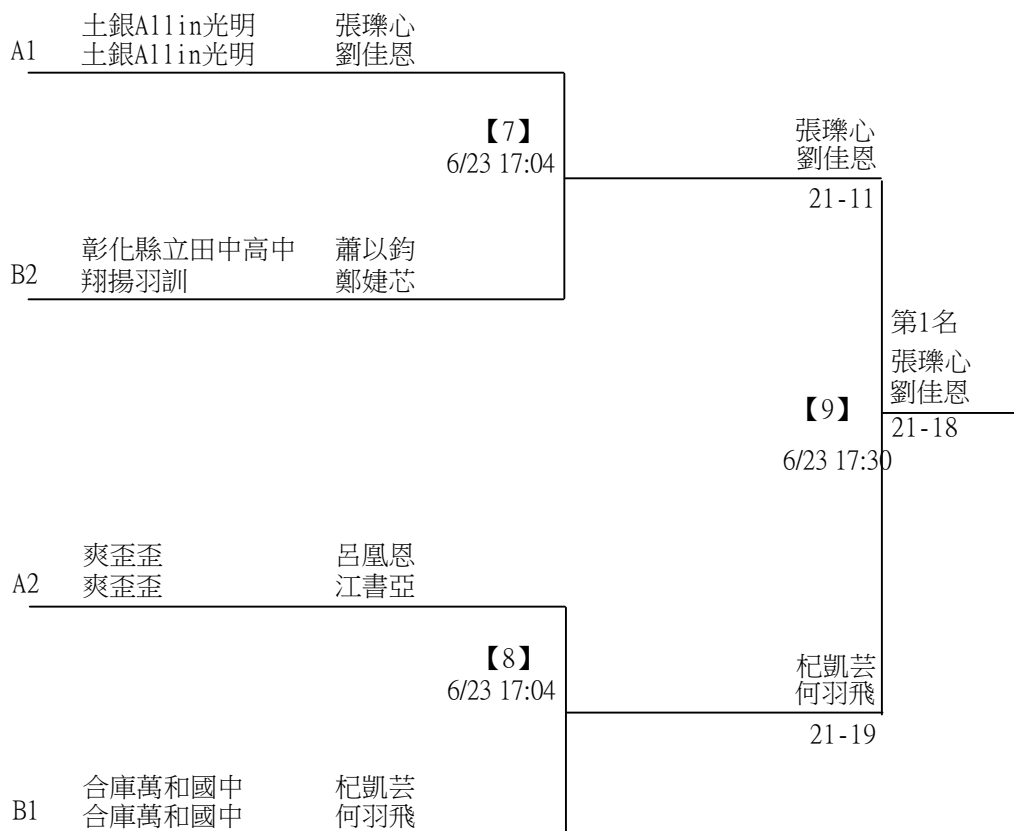 土銀Allin光明 張瓅心
A1 土銀Allin光明 劉佳恩
【7】
6/23 17:04
張瓅心
劉佳恩
21-11
彰化縣立田中高中 蕭以鈞
B2 翔揚羽訓 鄭婕芯
第1名
張瓅心
劉佳恩
【9】
21-18
6/23 17:30
爽歪歪 呂凰恩
A2 爽歪歪 江書亞
【8】
6/23 17:04
杞凱芸
何羽飛
21-19
合庫萬和國中 杞凱芸
B1 合庫萬和國中 何羽飛